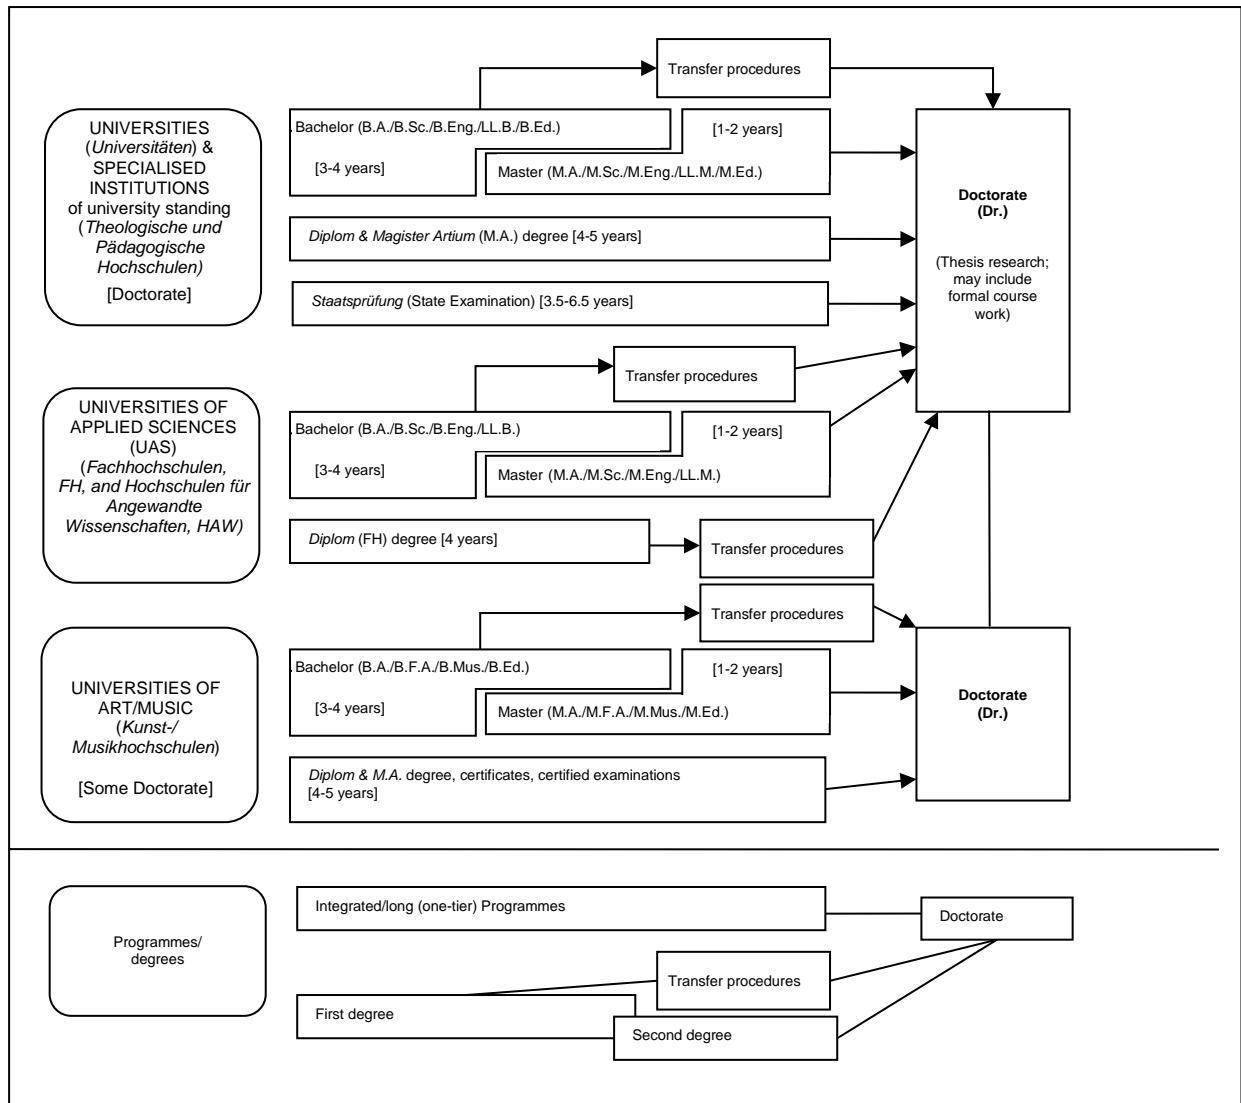 Transfer procedures
UNIVERSITIES
(Universitäten) &
SPECIALISED
INSTITUTIONS
of university standing
(Theologische und
Pädagogische
Hochschulen)
[Doctorate]
. Bachelor (B.A./B.Sc./B.Eng./LL.B./B.Ed.)
[3-4 years]
[1-2 years]
Master (M.A./M.Sc./M.Eng./LL.M./M.Ed.)
Diplom & Magister Artium (M.A.) degree [4-5 years]
Staatsprüfung (State Examination) [3.5-6.5 years]
Doctorate
(Dr.)
(Thesis research;
may include
formal course
work)
Transfer procedures
UNIVERSITIES OF
APPLIED SCIENCES
(UAS)
(Fachhochschulen,
FH, and Hochschulen für
Angewandte
Wissenschaften, HAW)
. Bachelor (B.A./B.Sc./B.Eng./LL.B.)
[3-4 years]
[1-2 years]
Master (M.A./M.Sc./M.Eng./LL.M.)
Diplom (FH) degree [4 years]
Transfer procedures
Transfer procedures
UNIVERSITIES OF
ART/MUSIC
(Kunst-/
Musikhochschulen)
[Some Doctorate]
. Bachelor (B.A./B.F.A./B.Mus./B.Ed.)
[3-4 years]
[1-2 years]
Master (M.A./M.F.A./M.Mus./M.Ed.)
Diplom & M.A. degree, certificates, certified examinations
[4-5 years]
Doctorate
(Dr.)
Programmes/
degrees
Integrated/long (one-tier) Programmes
Doctorate
Transfer procedures
First degree
Second degree